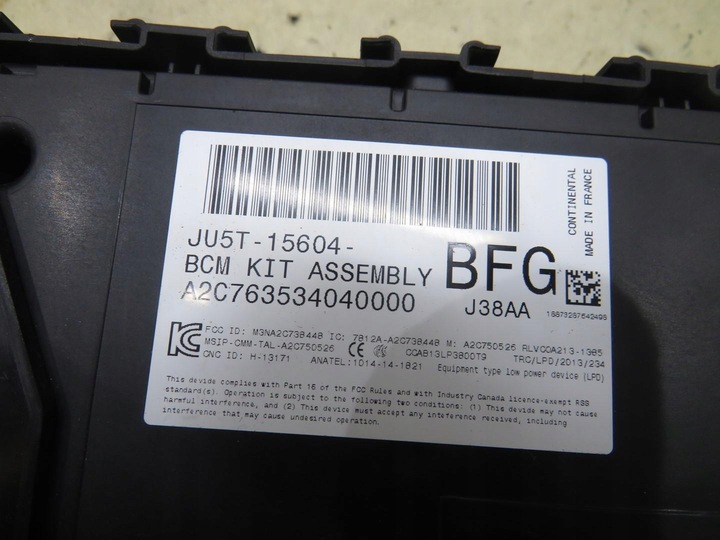 JU5T-15604-
BFG
BCM KIT ASSEMBLY
A2C763534040000
J38AA
CONTINENTAL
MADE IN FRANCE
FCC ID: M3NA2C738448 IC: 7812A-A2C738448 M: A2C750526 RLVCOA213-1385
MSIP-CMM-TAL-A2C750526 CE CCAB13LP3800T9 TRC/LPD/2013/234
CNC ID: H-13171 ANATEL:1014-14-1821 Equipment type low power device (LPD)
This device complies with Part 15 of the FCC Rules and with Industry Canada licence-exempt RSS
standard(s). Operation is subject to the following two conditions: (1) This device may not cause
harmful interference, and (2) This device must accept any interference received, including
interference that may cause undesired operation.